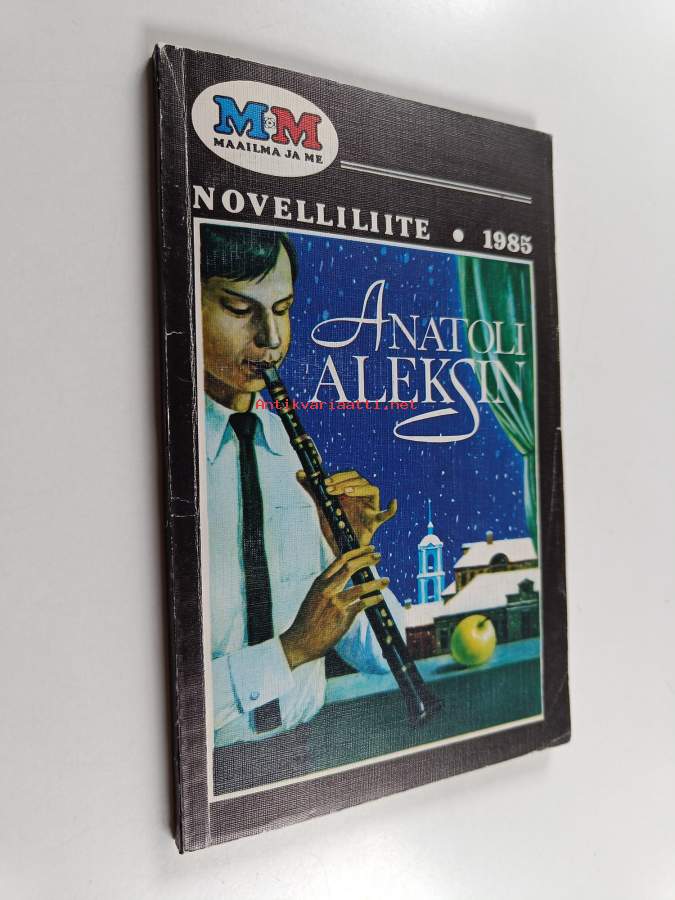 M&M
MAAILMA JA ME
NOVELLILIITE • 1985
ANATOLI
ALEKSIN
Antikvariaatti.net